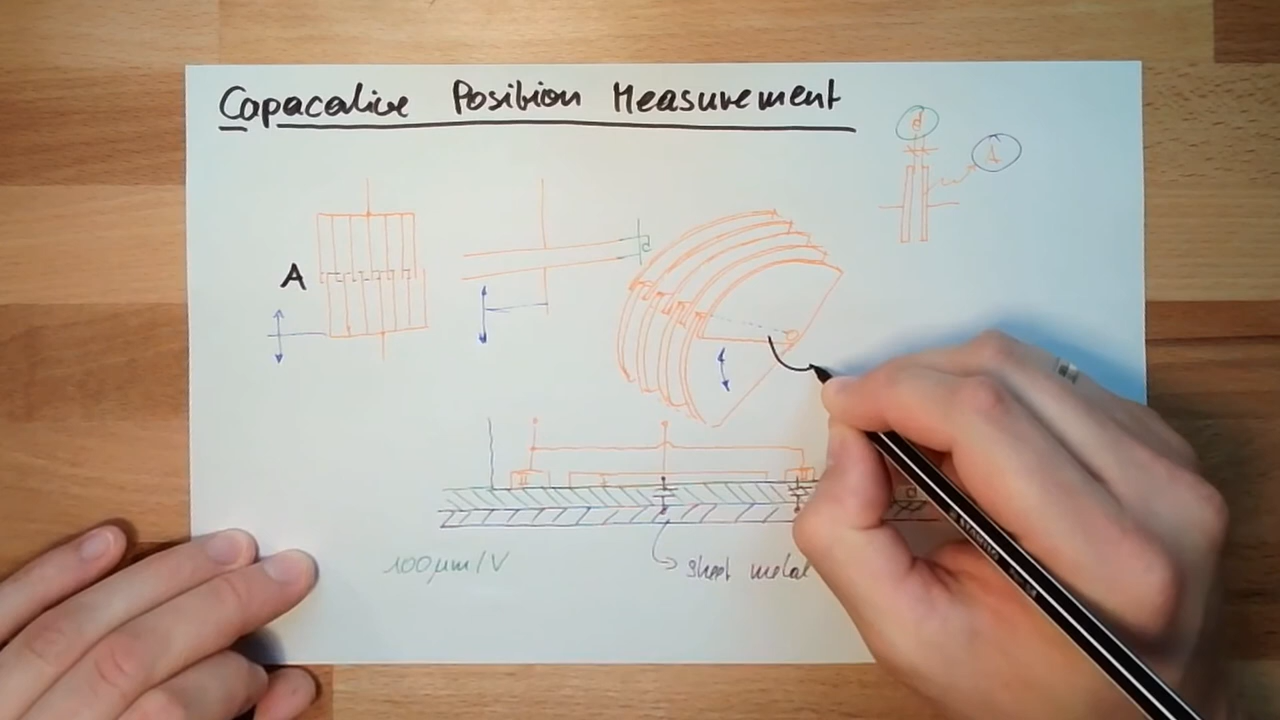 Capacative Position Measurement
d
A
A
d
d
100µm/V
sheet metal